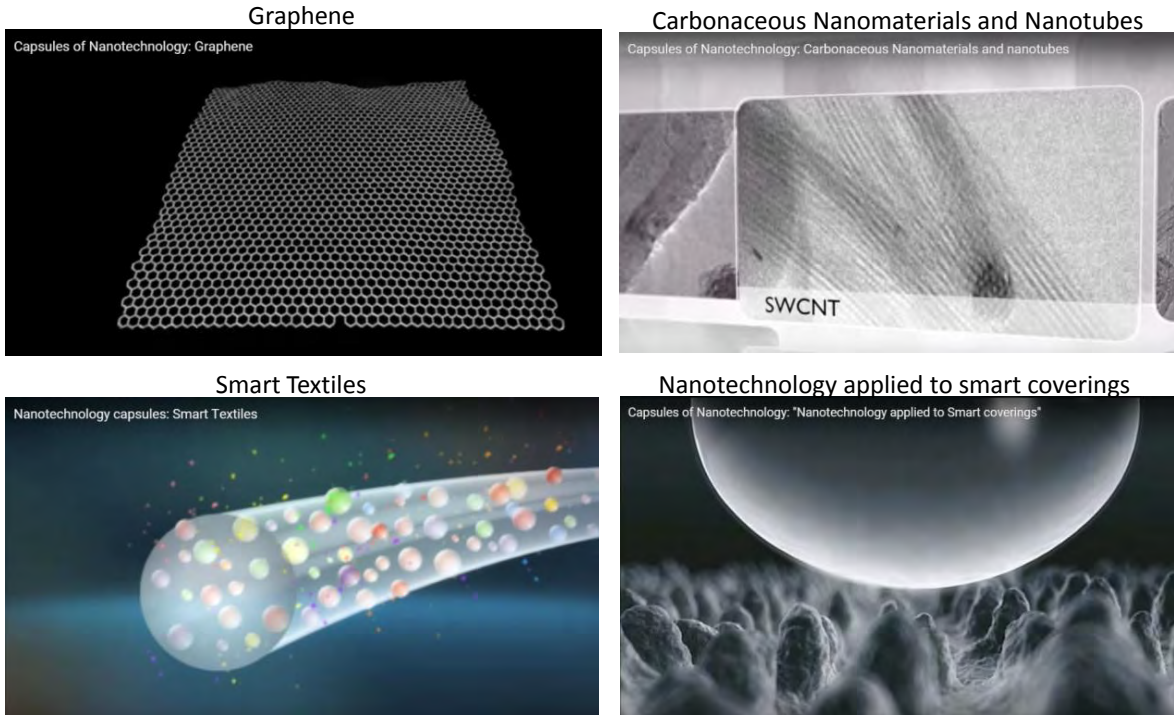 Graphene
Capsules of Nanotechnology: Graphene
Carbonaceous Nanomaterials and Nanotubes
Capsules of Nanotechnology: Carbonaceous Nanomaterials and nanotubes
SWCNT
Smart Textiles
Nanotechnology capsules: Smart Textiles
Nanotechnology applied to smart coverings
Capsules of Nanotechnology: "Nanotechnology applied to Smart coverings"